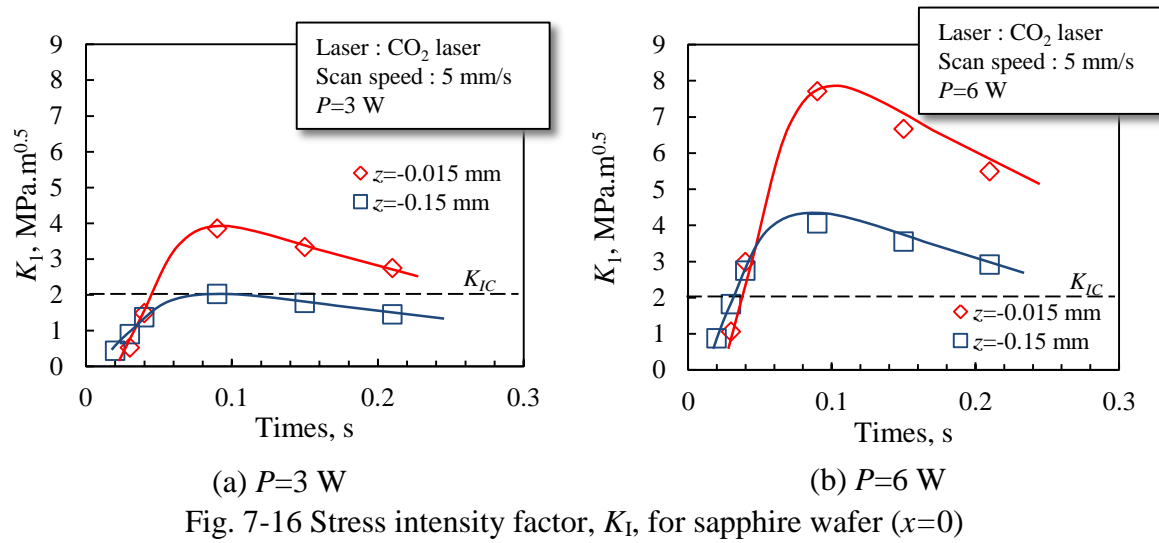 Laser : CO₂ laser
Scan speed : 5 mm/s
P=3 W
9
8
7
6
5
4
3
2
1
0
K₁, MPa.m⁰·⁵
z=-0.015 mm
z=-0.15 mm
K_IC
0
0.1
0.2
0.3
Times, s
(a) P=3 W
Laser : CO₂ laser
Scan speed : 5 mm/s
P=6 W
9
8
7
6
5
4
3
2
1
0
K₁, MPa.m⁰·⁵
K_IC
z=-0.015 mm
z=-0.15 mm
0
0.1
0.2
0.3
Times, s
(b) P=6 W
Fig. 7-16 Stress intensity factor, K_I, for sapphire wafer (x=0)